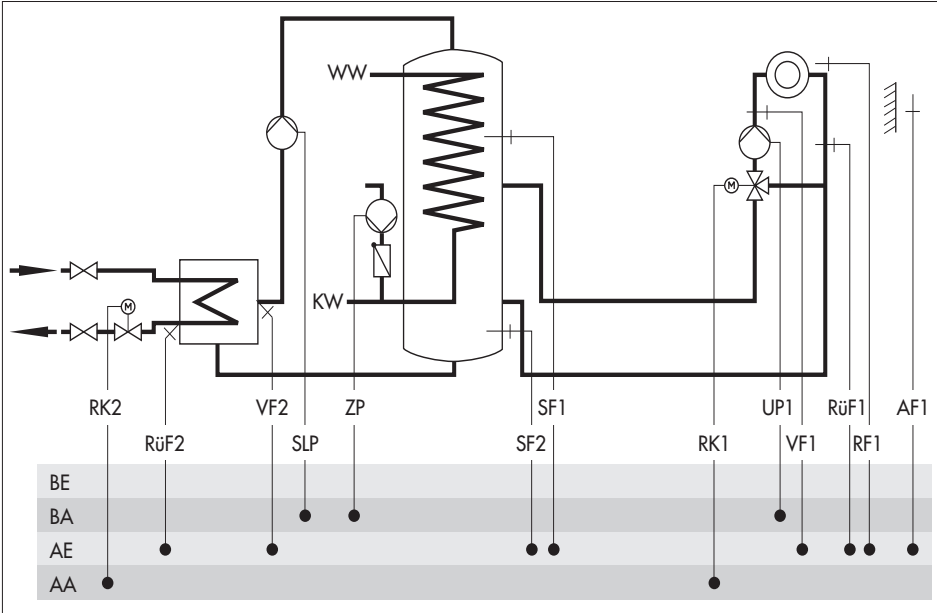 WW
M
KW
M
RK2 VF2 ZP SF1 UP1 RüF1 AF1
RüF2 SLP SF2 RK1 VF1 RF1
BE
BA
AE
AA